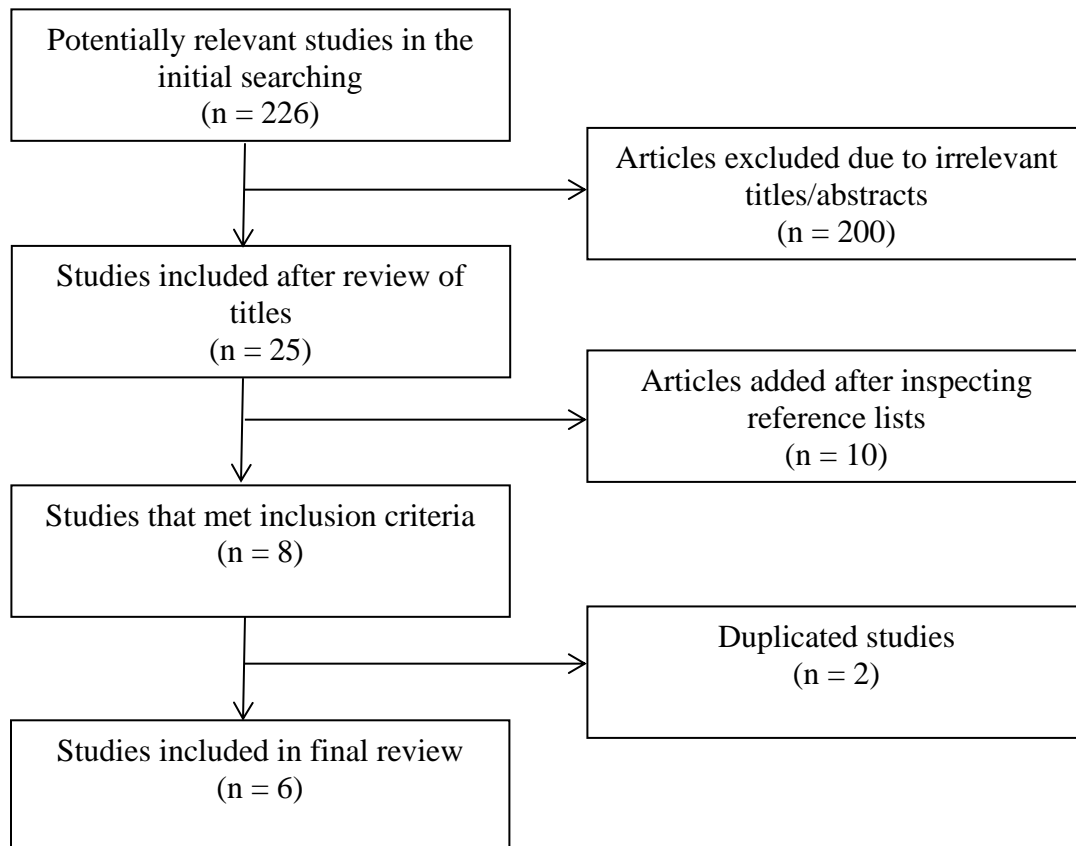 Potentially relevant studies in the
initial searching
(n = 226)
Articles excluded due to irrelevant
titles/abstracts
(n = 200)
Studies included after review of
titles
(n = 25)
Articles added after inspecting
reference lists
(n = 10)
Studies that met inclusion criteria
(n = 8)
Duplicated studies
(n = 2)
Studies included in final review
(n = 6)